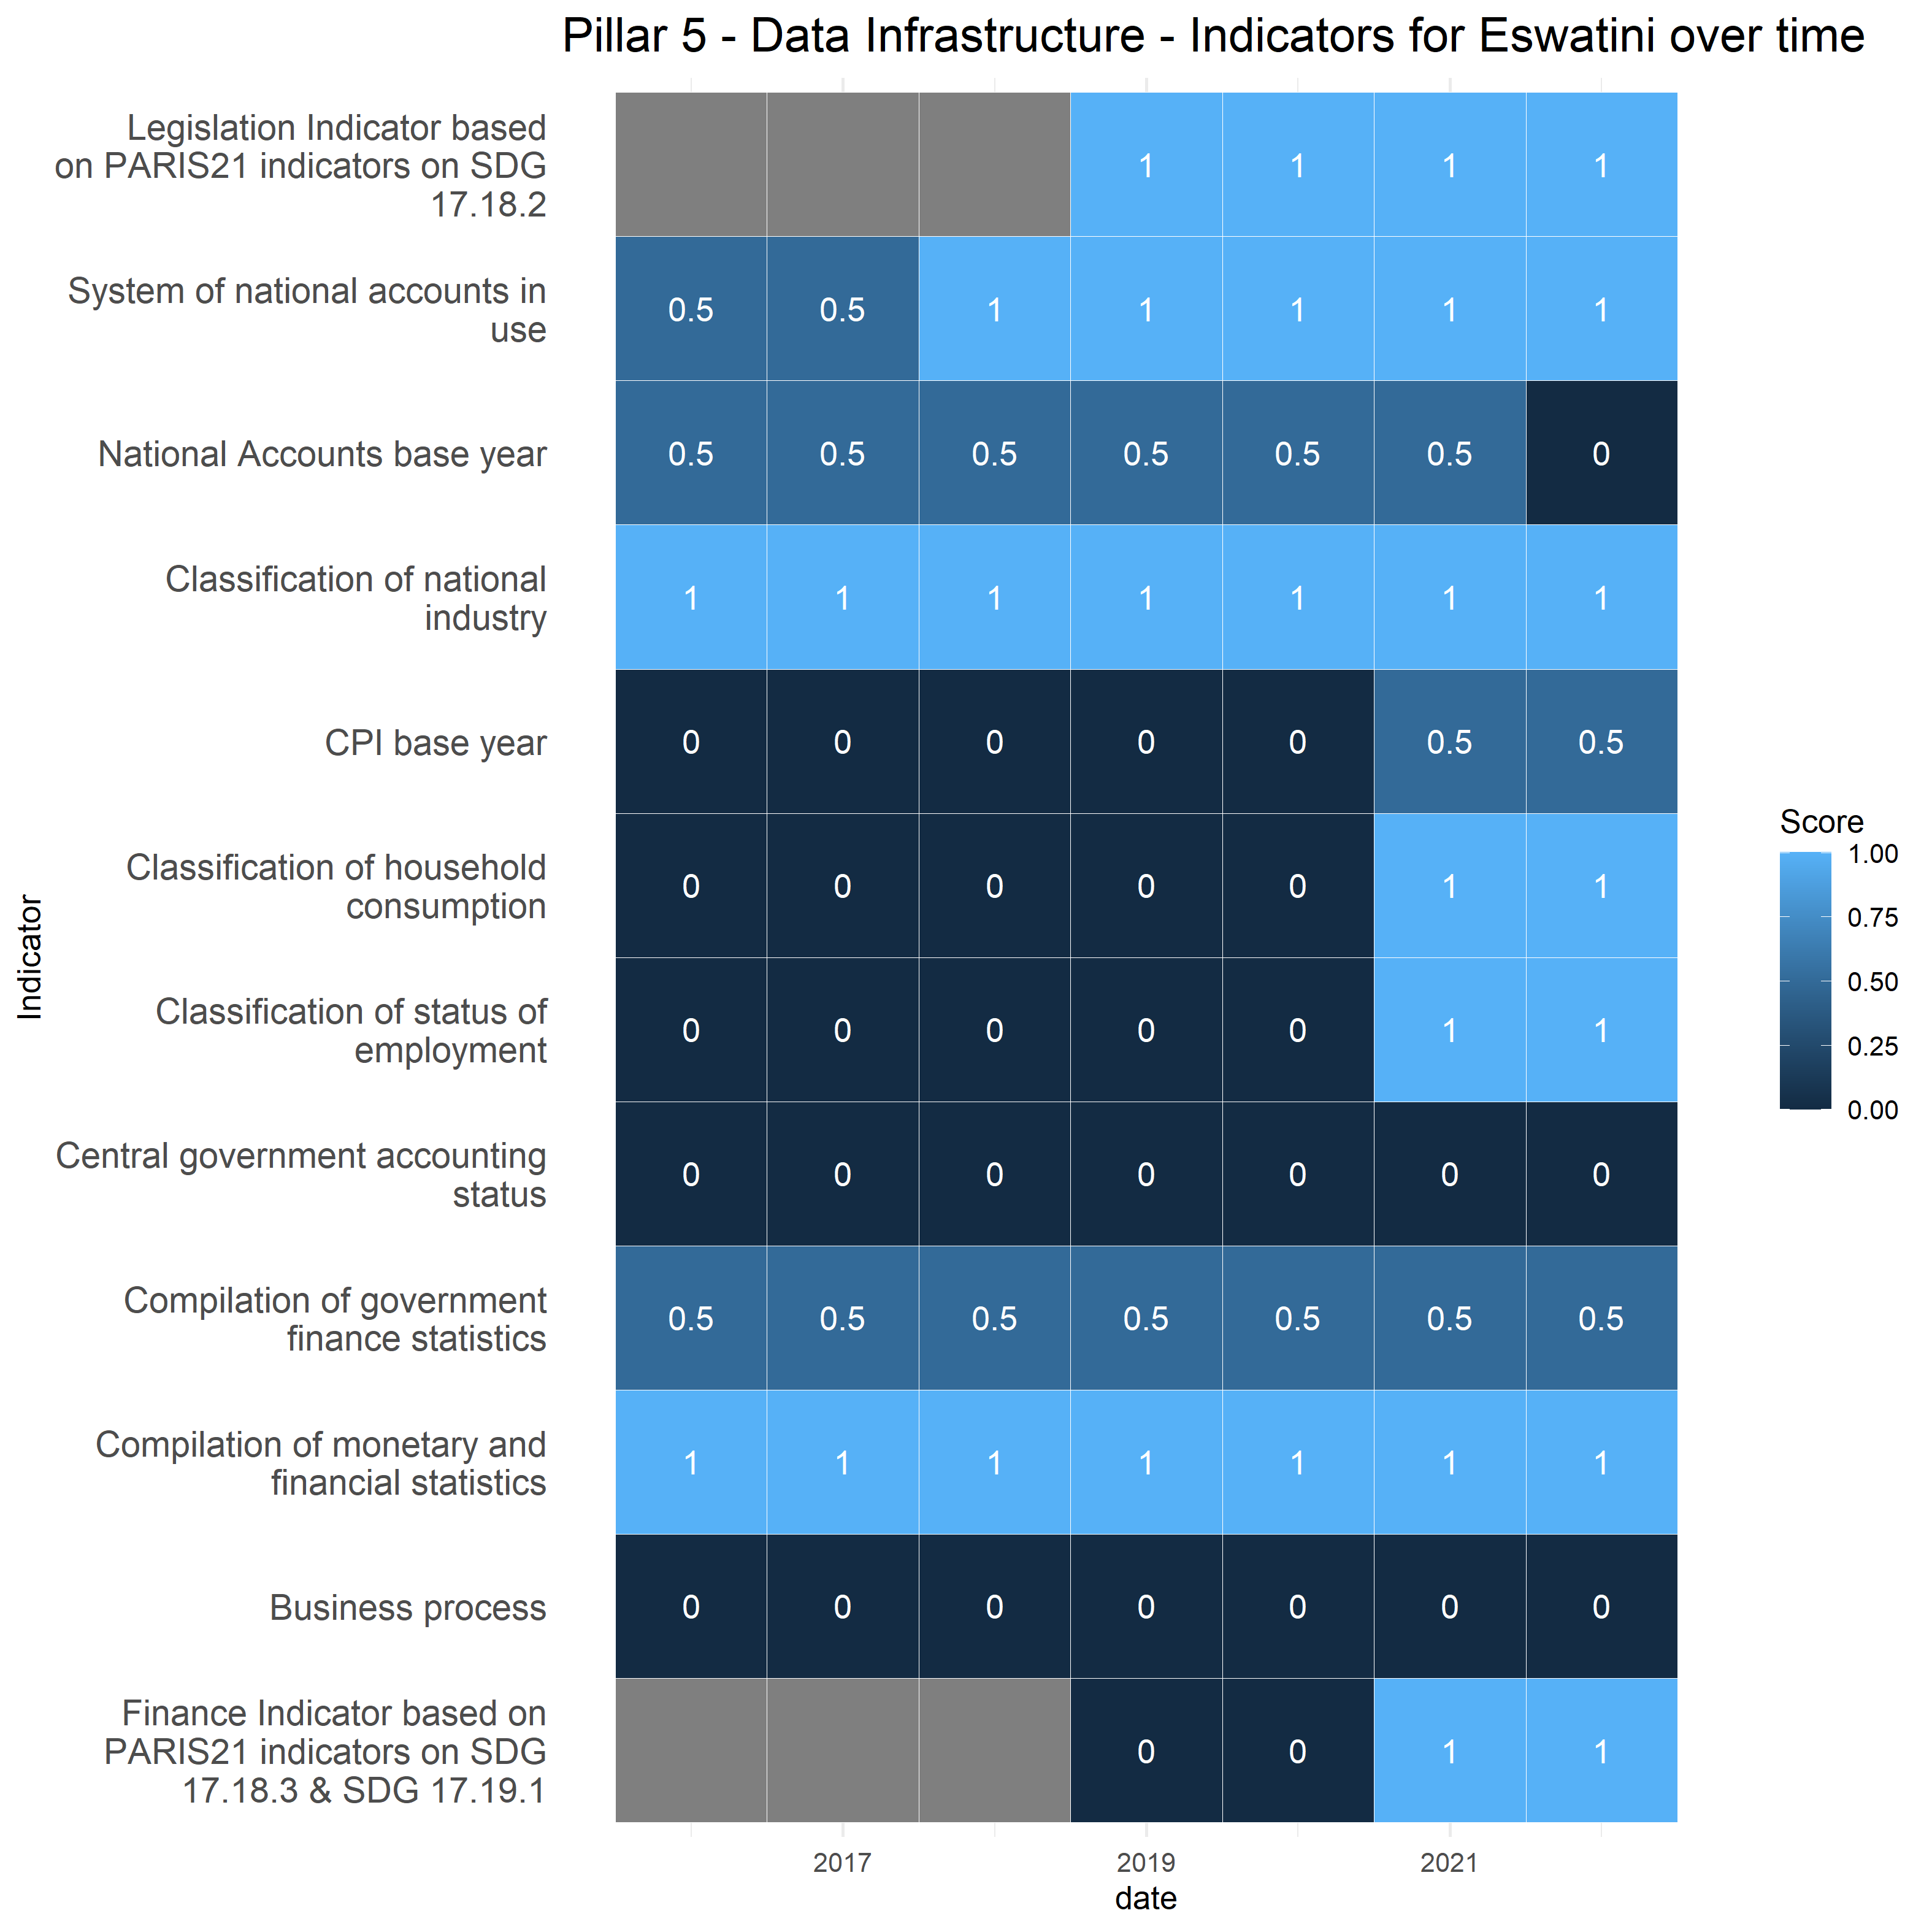 Pillar 5 - Data Infrastructure - Indicators for Eswatini over time
Legislation Indicator based
on PARIS21 indicators on SDG
17.18.2
1 1 1 1
System of national accounts in
use
0.5 0.5 1 1 1 1 1
National Accounts base year
0.5 0.5 0.5 0.5 0.5 0.5 0
Classification of national
industry
1 1 1 1 1 1 1
CPI base year
0 0 0 0 0 0.5 0.5
Classification of household
consumption
0 0 0 0 0 1 1
Classification of status of
employment
0 0 0 0 0 1 1
Central government accounting
status
0 0 0 0 0 0 0
Compilation of government
finance statistics
0.5 0.5 0.5 0.5 0.5 0.5 0.5
Compilation of monetary and
financial statistics
1 1 1 1 1 1 1
Business process
0 0 0 0 0 0 0
Finance Indicator based on
PARIS21 indicators on SDG
17.18.3 & SDG 17.19.1
0 0 1 1
Indicator
2017 2019 2021
date
Score
1.00
0.75
0.50
0.25
0.00